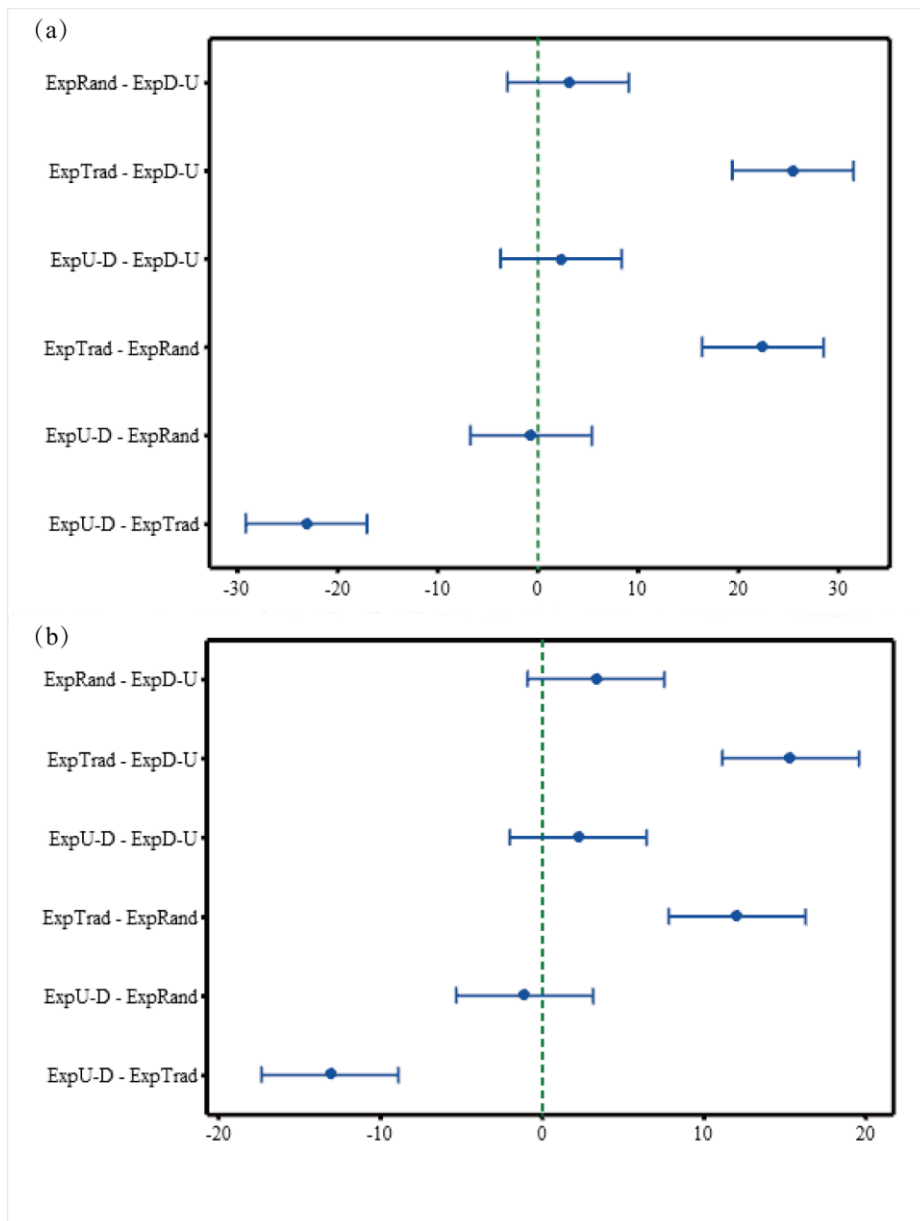 (a)
ExpRand - ExpD-U
ExpTrad - ExpD-U
ExpU-D - ExpD-U
ExpTrad - ExpRand
ExpU-D - ExpRand
ExpU-D - ExpTrad
-30 -20 -10 0 10 20 30
(b)
ExpRand - ExpD-U
ExpTrad - ExpD-U
ExpU-D - ExpD-U
ExpTrad - ExpRand
ExpU-D - ExpRand
ExpU-D - ExpTrad
-20 -10 0 10 20